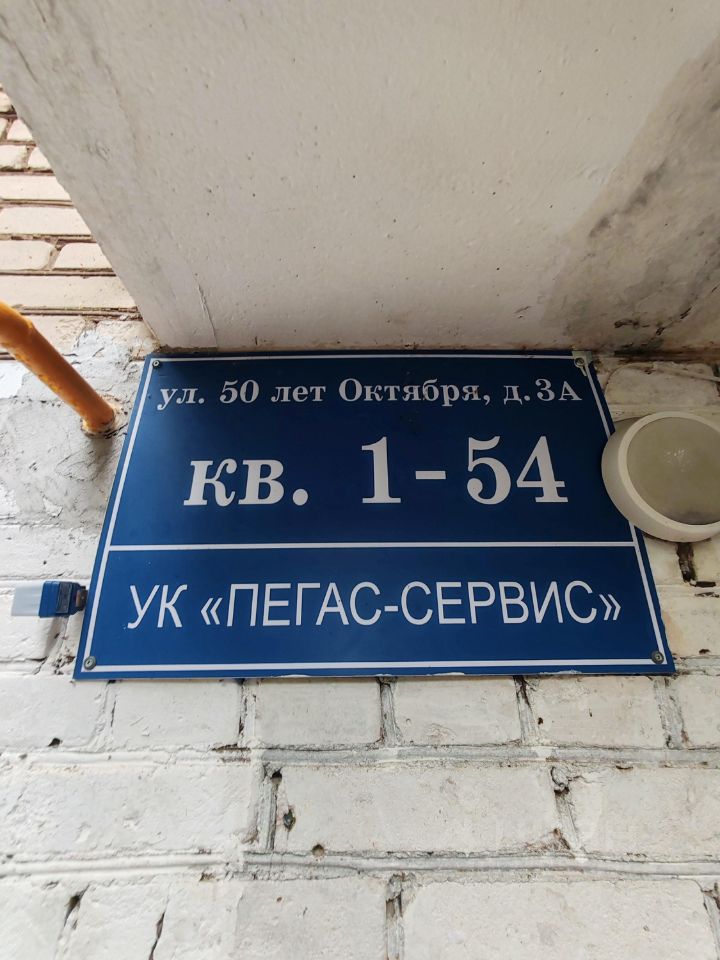 ул. 50 лет Октября, д.3А
кв. 1-54
УК «ПЕГАС-СЕРВИС»